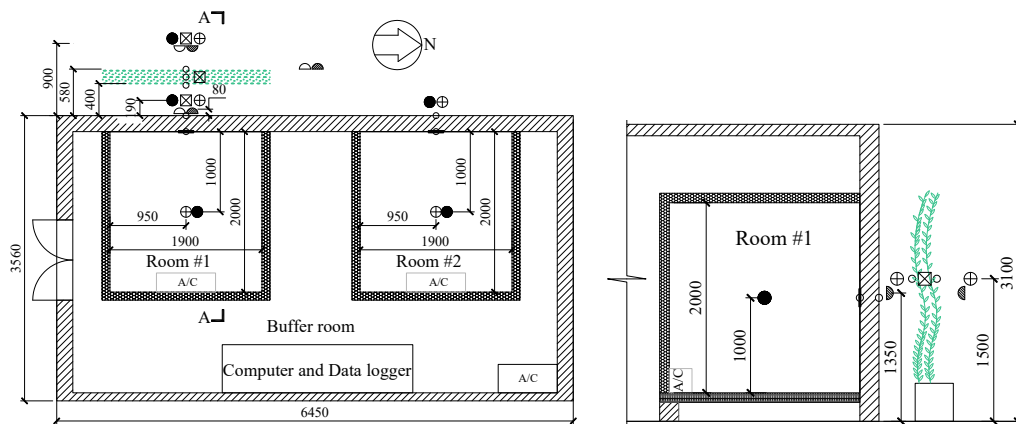 A
N
900
580
400
90
80
1000
2000
1000
2000
950
950
1900
1900
Room #1
Room #2
A/C
A/C
3560
A
Buffer room
Computer and Data logger
A/C
6450
Room #1
2000
1000
A/C
1350
1500
3100